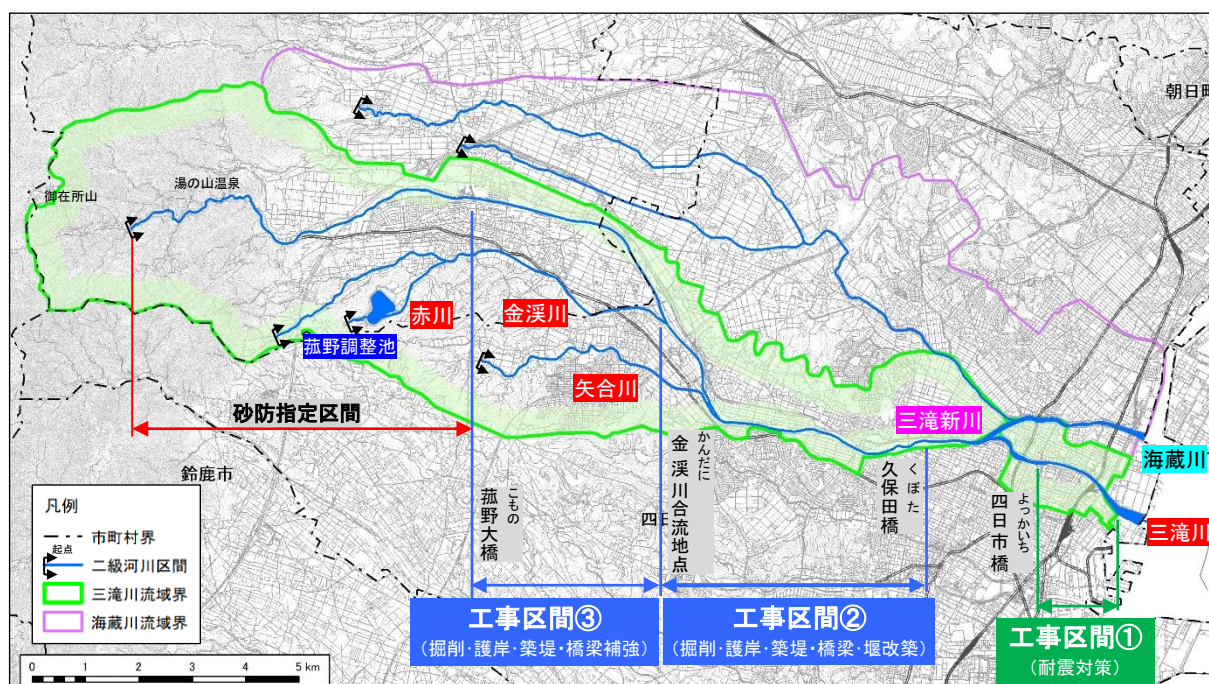 朝日町
御在所山
湯の山温泉
赤川
金渓川
菰野調整池
矢合川
砂防指定区間
三滝新川
海蔵川
三滝川
鈴鹿市
こもの
菰野大橋
かんだに
金渓川合流地点
くぼた
久保田橋
よっかいち
四日市橋
凡例
市町村界
起点
二級河川区間
三滝川流域界
海蔵川流域界
工事区間③
(掘削・護岸・築堤・橋梁補強)
工事区間②
(掘削・護岸・築堤・橋梁・堰改築)
工事区間①
(耐震対策)
0 1 2 3 4 5 km